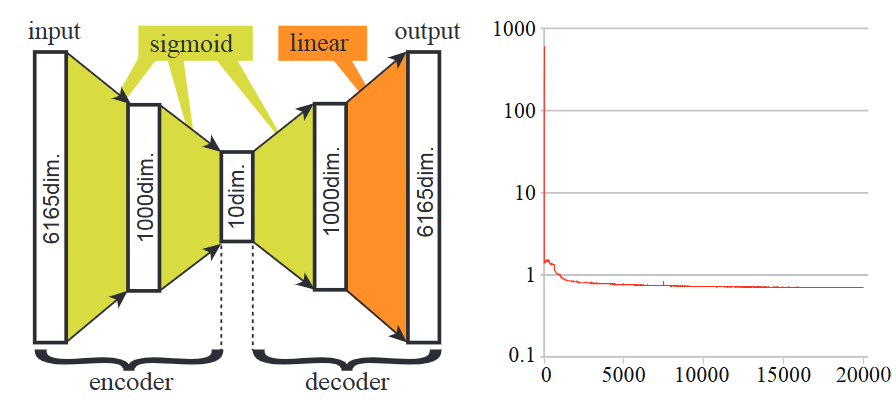 input
sigmoid
linear
output
6165dim.
1000dim.
10dim.
1000dim.
6165dim.
encoder
decoder
1000
100
10
1
0.1
0
5000
10000
15000
20000